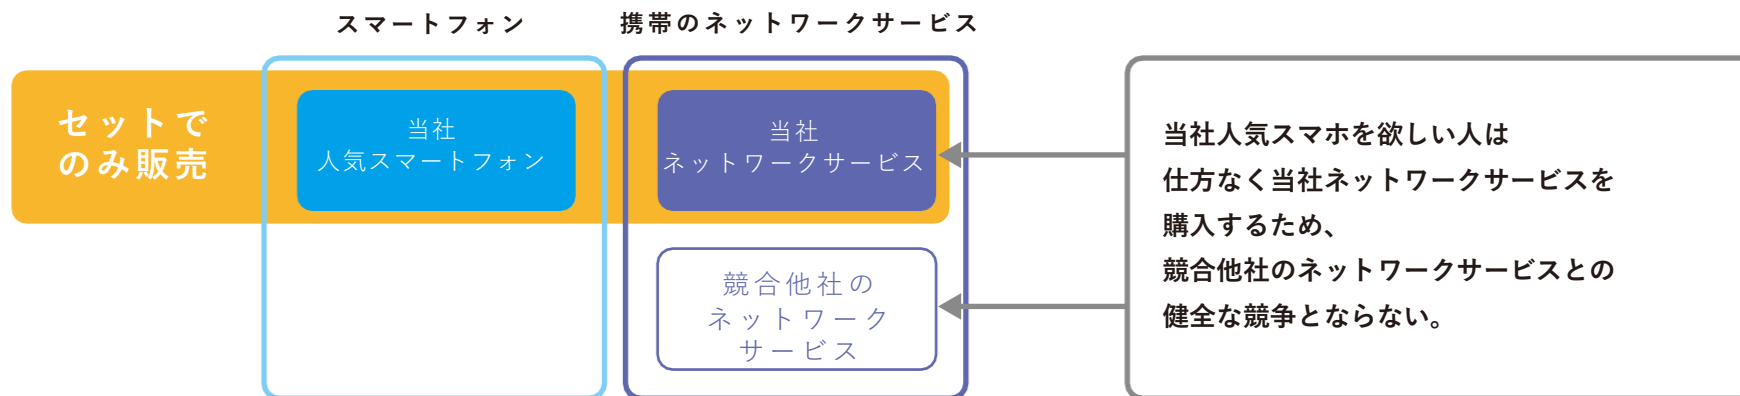 スマートフォン
携帯のネットワークサービス
セットで
のみ販売
当社
人気スマートフォン
当社
ネットワークサービス
競合他社の
ネットワーク
サービス
当社人気スマホを欲しい人は
仕方なく当社ネットワークサービスを
購入するため、
競合他社のネットワークサービスとの
健全な競争とならない。